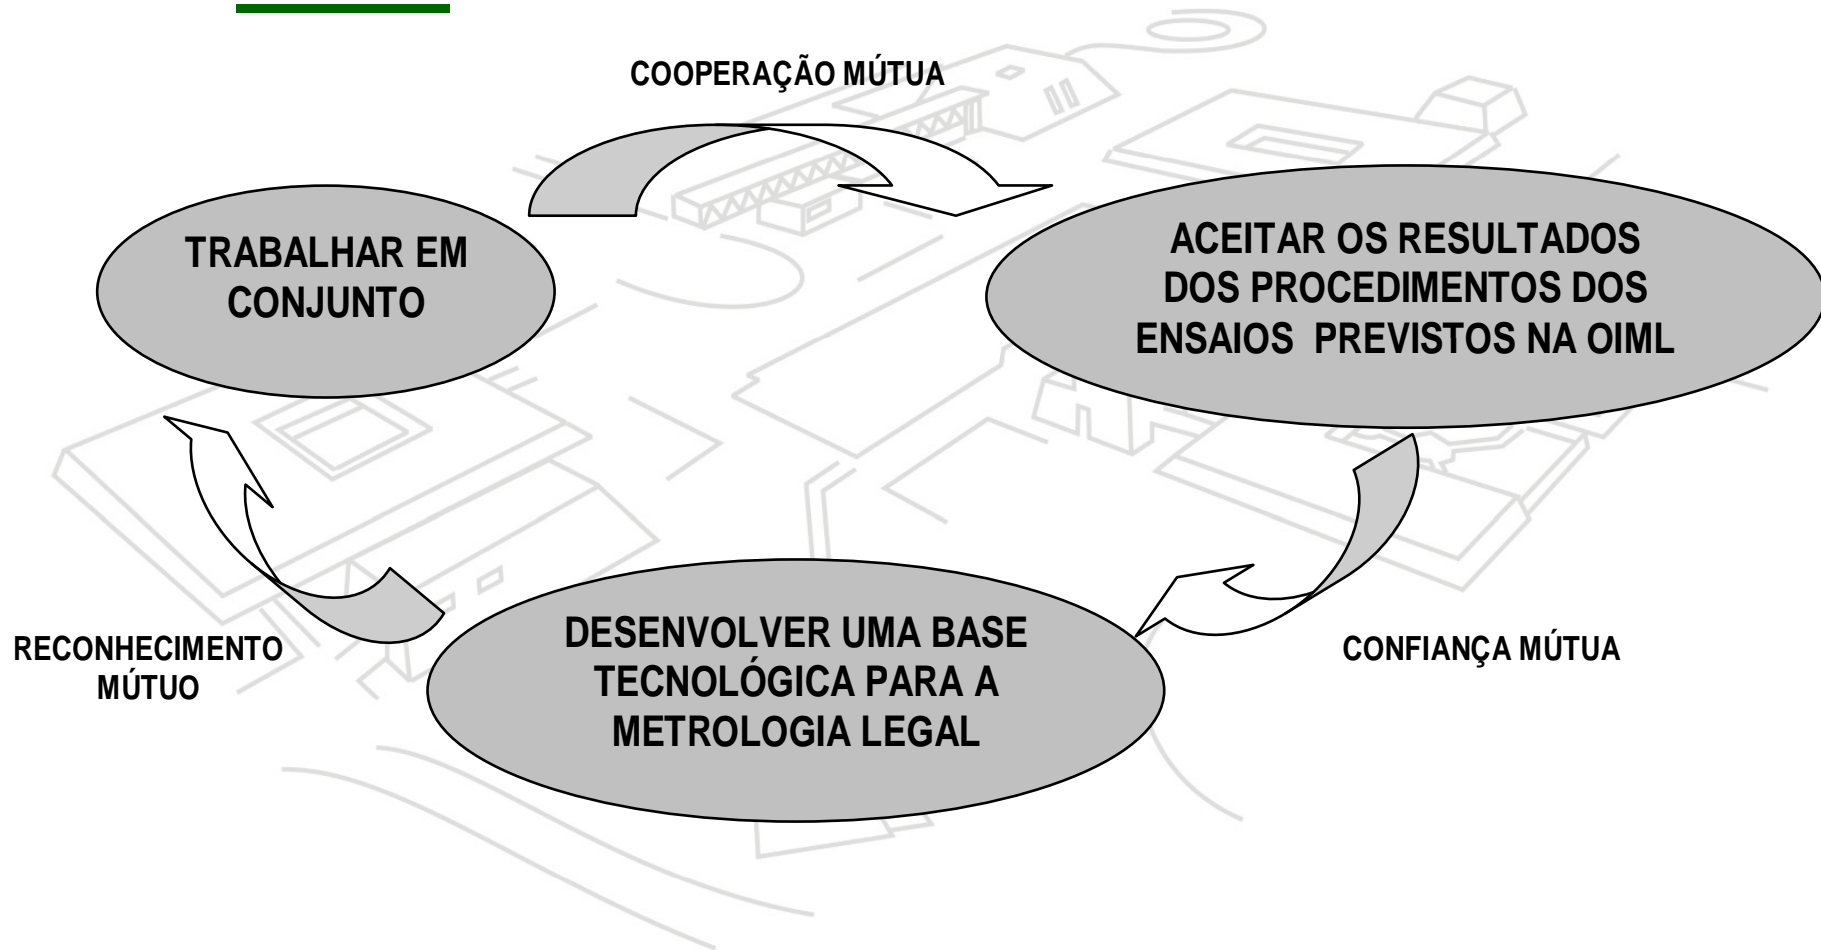 COOPERAÇÃO MÚTUA
TRABALHAR EM
CONJUNTO
ACEITAR OS RESULTADOS
DOS PROCEDIMENTOS DOS
ENSAIOS  PREVISTOS NA OIML
DESENVOLVER UMA BASE
TECNOLÓGICA PARA A
METROLOGIA LEGAL
RECONHECIMENTO
MÚTUO
CONFIANÇA MÚTUA